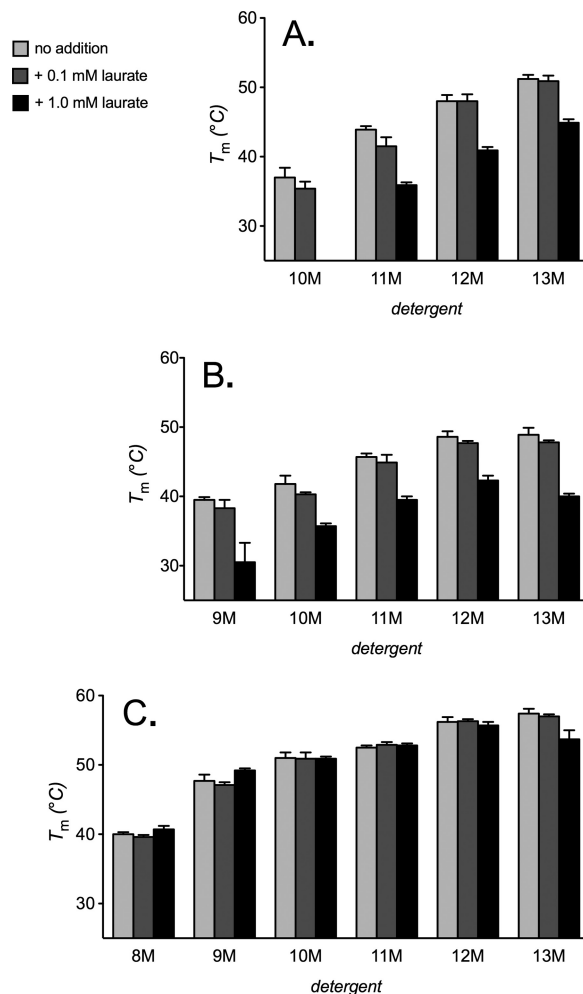 no addition
+ 0.1 mM laurate
+ 1.0 mM laurate
A.
60
50
40
30
Tm (°C)
10M 11M 12M 13M
detergent
B.
60
50
40
30
Tm (°C)
9M 10M 11M 12M 13M
detergent
C.
60
50
40
30
Tm (°C)
8M 9M 10M 11M 12M 13M
detergent